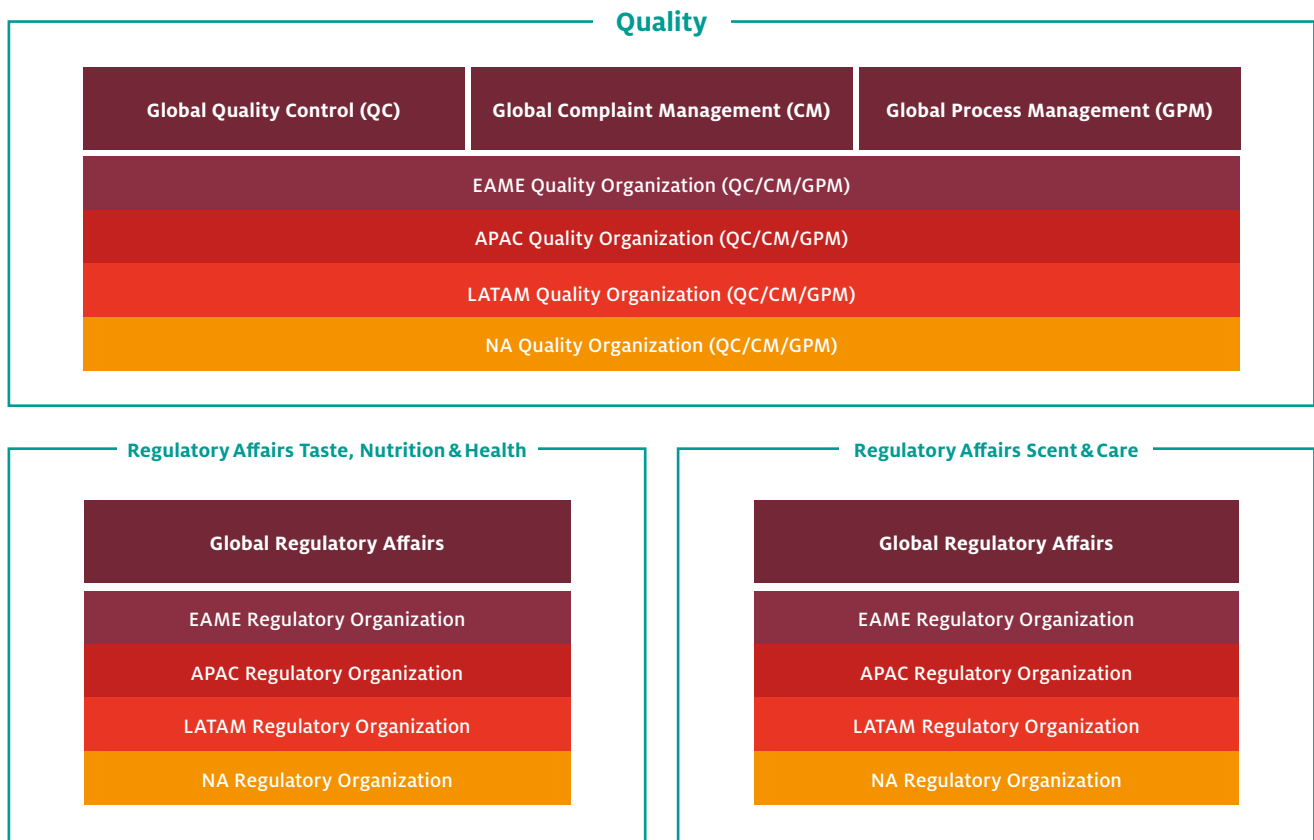 Quality
Global Quality Control (QC)
Global Complaint Management (CM)
Global Process Management (GPM)
EAME Quality Organization (QC/CM/GPM)
APAC Quality Organization (QC/CM/GPM)
LATAM Quality Organization (QC/CM/GPM)
NA Quality Organization (QC/CM/GPM)
Regulatory Affairs Taste, Nutrition & Health
Global Regulatory Affairs
EAME Regulatory Organization
APAC Regulatory Organization
LATAM Regulatory Organization
NA Regulatory Organization
Regulatory Affairs Scent & Care
Global Regulatory Affairs
EAME Regulatory Organization
APAC Regulatory Organization
LATAM Regulatory Organization
NA Regulatory Organization